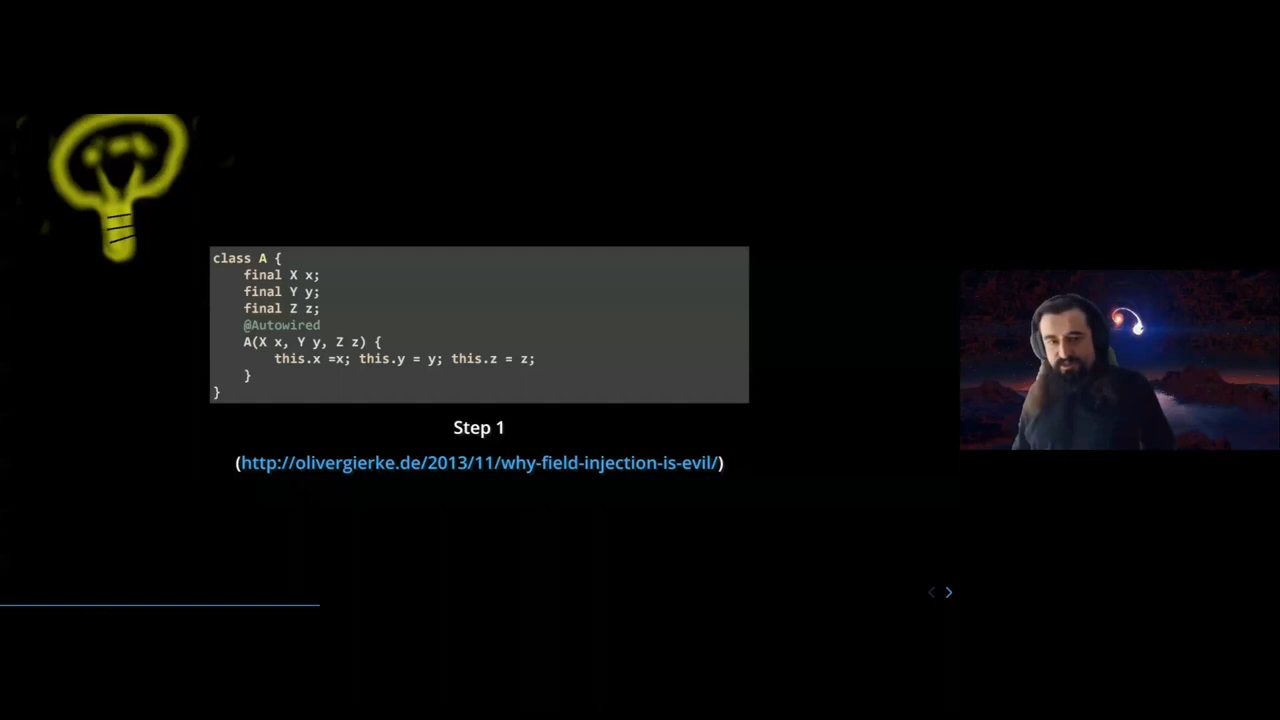 class A {
    final X x;
    final Y y;
    final Z z;
    @Autowired
    A(X x, Y y, Z z) {
        this.x =x; this.y = y; this.z = z;
    }
}
Step 1
(http://olivergierke.de/2013/11/why-field-injection-is-evil/)